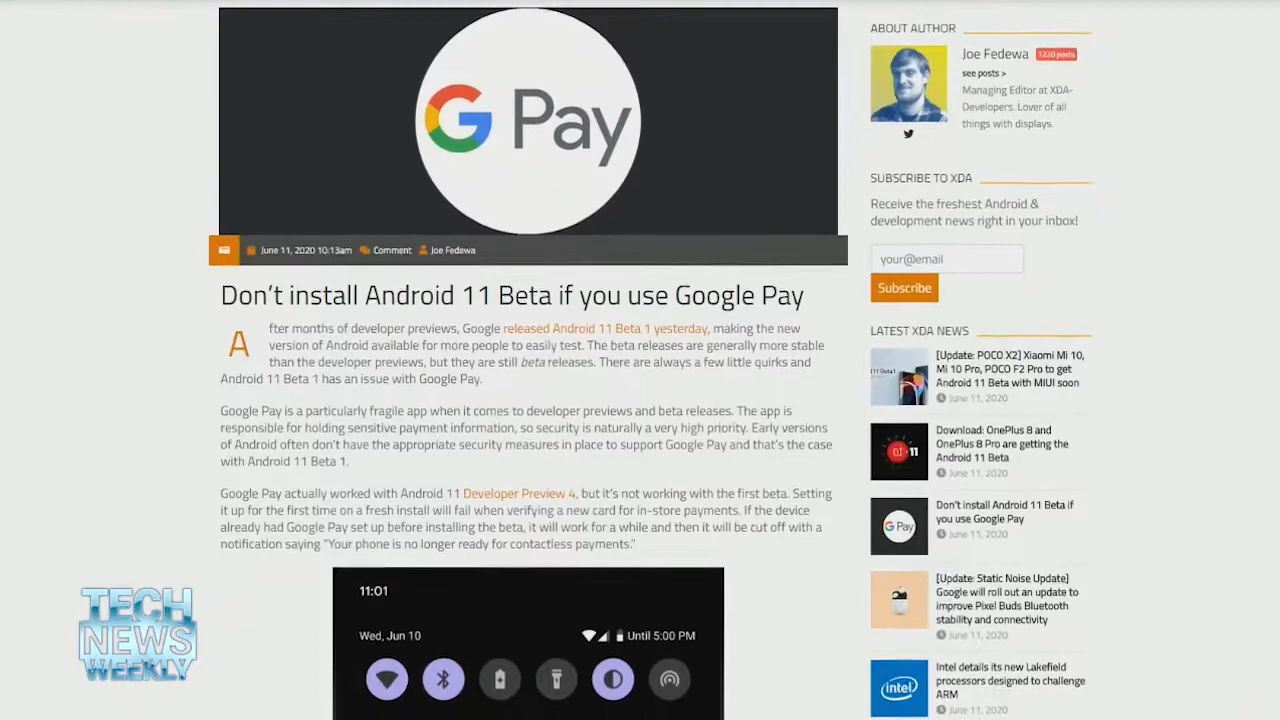 G Pay
June 11, 2020 10:13am Comment Joe Fedewa
Don't install Android 11 Beta if you use Google Pay
After months of developer previews, Google released Android 11 Beta 1 yesterday, making the new
version of Android available for more people to easily test. The beta releases are generally more stable
than the developer previews, but they are still beta releases. There are always a few little quirks and
Android 11 Beta 1 has an issue with Google Pay.
Google Pay is a particularly fragile app when it comes to developer previews and beta releases. The app is
responsible for holding sensitive payment information, so security is naturally a very high priority. Early versions
of Android often don't have the appropriate security measures in place to support Google Pay and that's the case
with Android 11 Beta 1.
Google Pay actually worked with Android 11 Developer Preview 4, but it's not working with the first beta. Setting
it up for the first time on a fresh install will fail when verifying a new card for in-store payments. If the device
already had Google Pay set up before installing the beta, it will work for a while and then it will be cut off with a
notification saying "Your phone is no longer ready for contactless payments."
11:01
Wed, Jun 10
Until 5:00 PM
TECH
NEWS
WEEKLY
ABOUT AUTHOR
Joe Fedewa 1220 posts
see posts >
Managing Editor at XDA-
Developers. Lover of all
things with displays.
SUBSCRIBE TO XDA
Receive the freshest Android &
development news right in your inbox!
your@email
Subscribe
LATEST XDA NEWS
[Update: POCO X2] Xiaomi Mi 10,
Mi 10 Pro, POCO F2 Pro to get
Android 11 Beta with MIUI soon
June 11, 2020
Download: OnePlus 8 and
OnePlus 8 Pro are getting the
Android 11 Beta
June 11, 2020
11
Don't install Android 11 Beta if
you use Google Pay
June 11, 2020
G Pay
[Update: Static Noise Update]
Google will roll out an update to
improve Pixel Buds Bluetooth
stability and connectivity
June 11, 2020
Intel details its new Lakefield
processors designed to challenge
ARM
June 11, 2020
intel